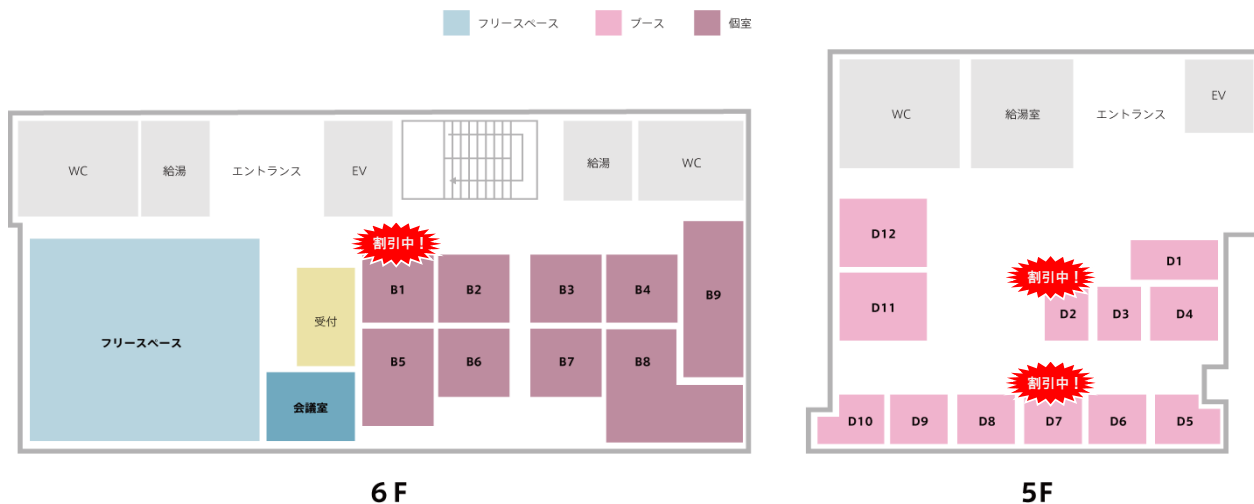 フリースペース
ブース
個室
WC
給湯
エントランス
EV
給湯
WC
割引中！
B1
B2
B3
B4
B9
フリースペース
受付
B5
B6
B7
B8
会議室
6F
WC
給湯室
エントランス
EV
D12
D1
割引中！
D11
D2
D3
D4
割引中！
D10
D9
D8
D7
D6
D5
5F